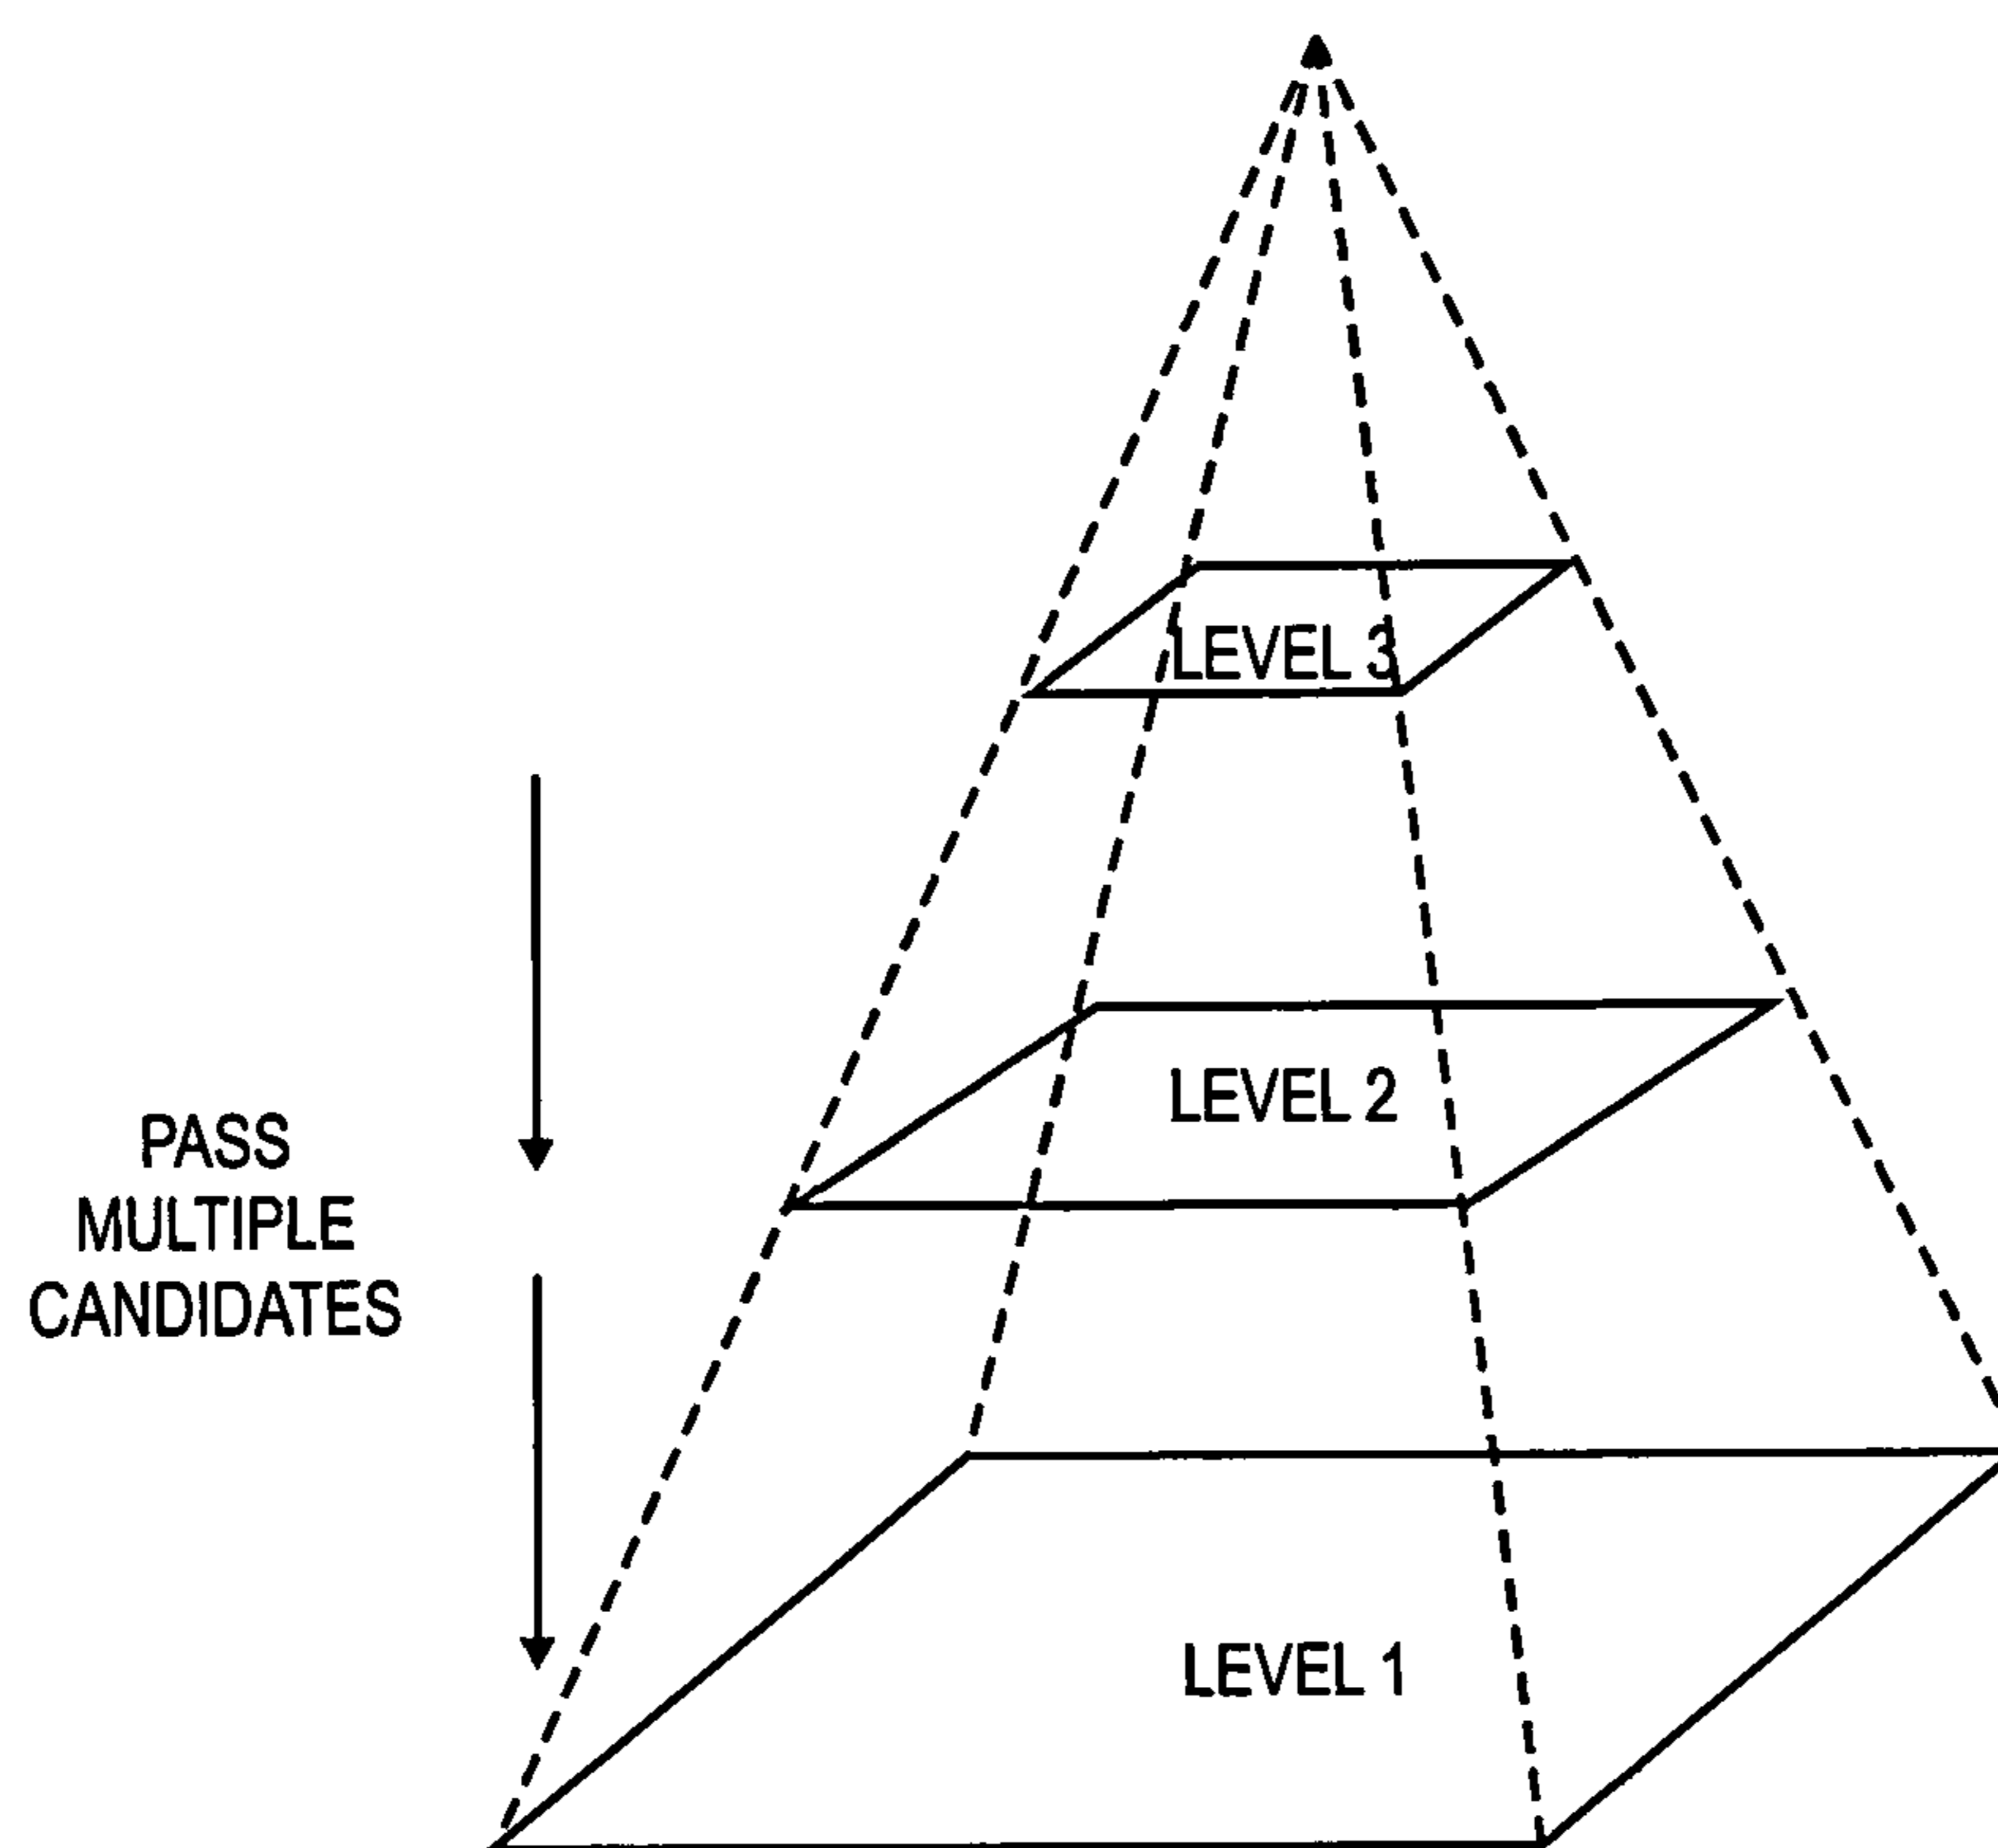 LEVEL 3
LEVEL 2
PASS
MULTIPLE
CANDIDATES
LEVEL 1